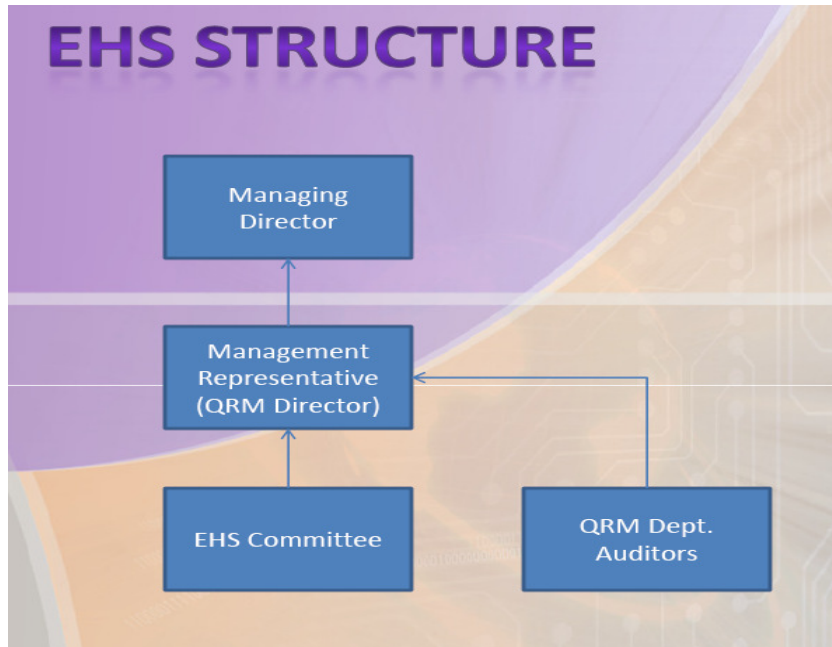 EHS STRUCTURE
Managing
Director
Management
Representative
(QRM Director)
EHS Committee
QRM Dept.
Auditors